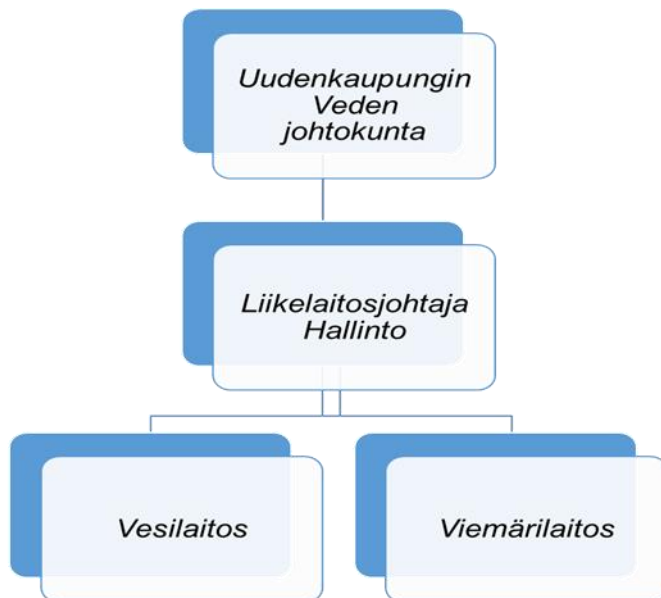 Uudenkaupungin
Veden
johtokunta
Liikelaitosjohtaja
Hallinto
Vesilaitos
Viemärilaitos